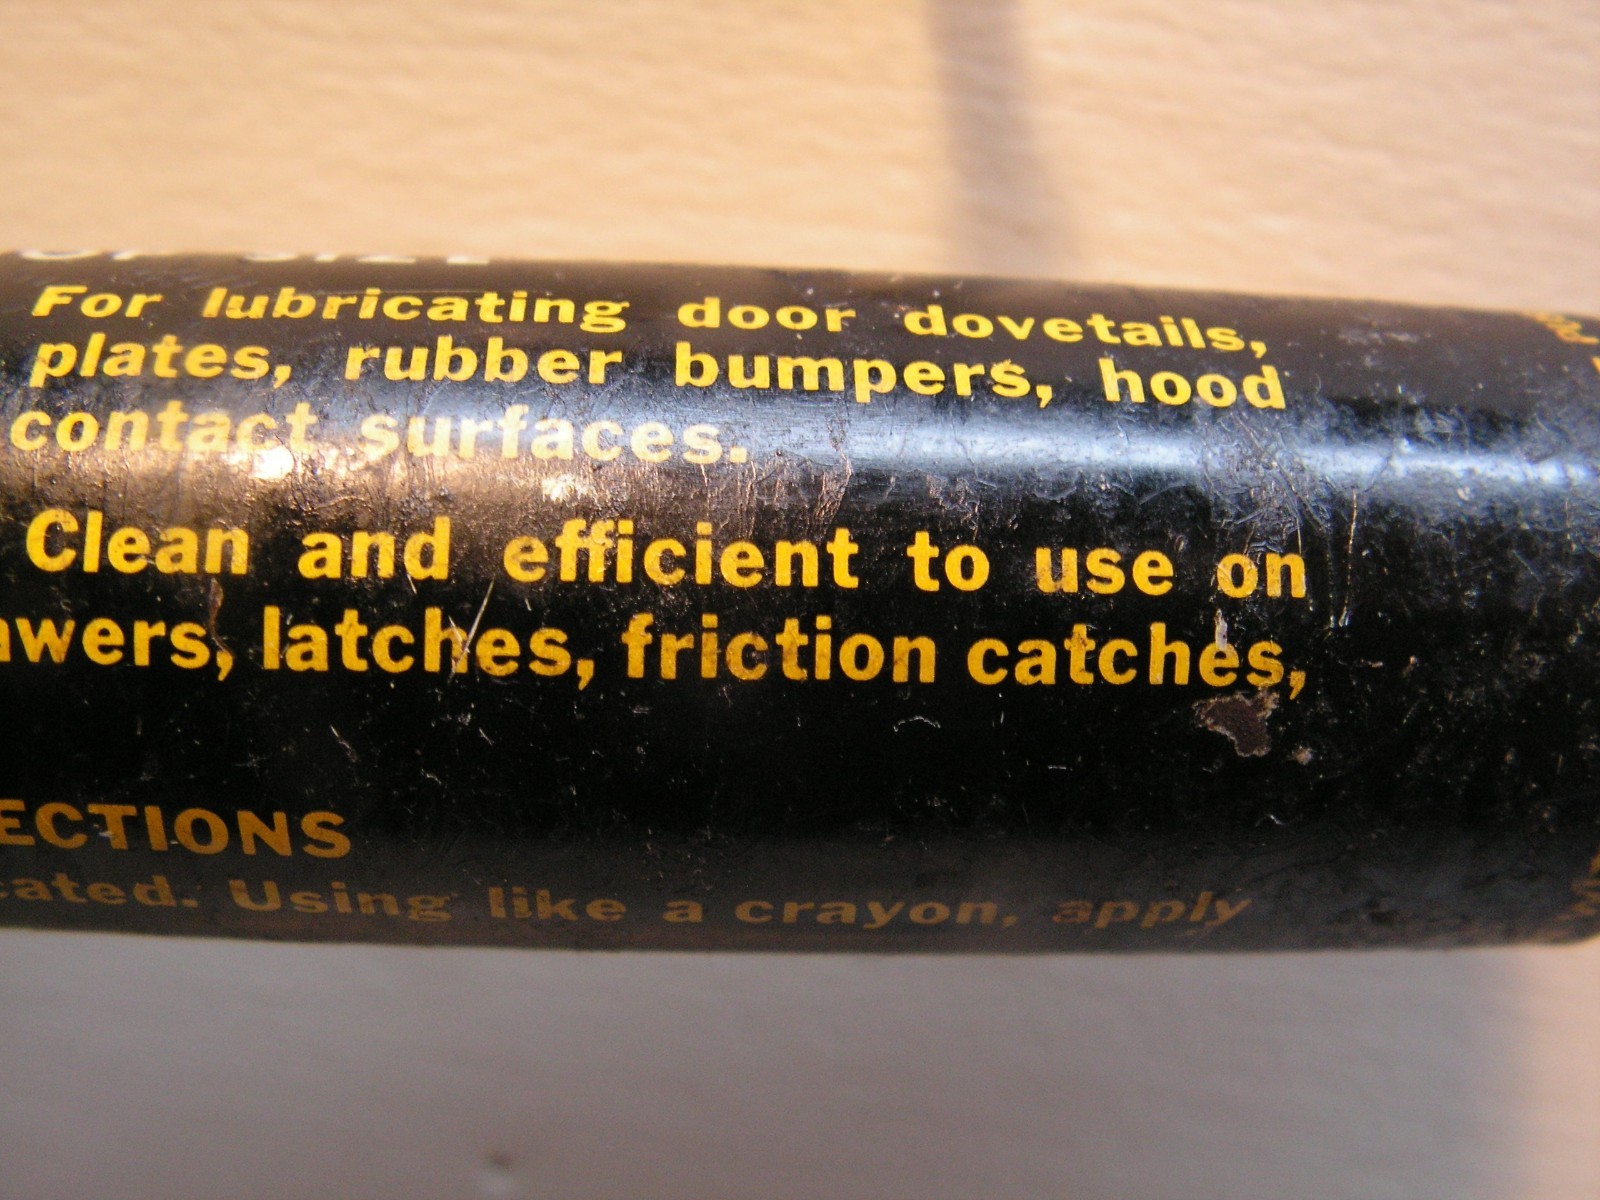 For lubricating door dovetails,
plates, rubber bumpers, hood
contact surfaces.
Clean and efficient to use on
awers, latches, friction catches,
ECTIONS
cated. Using like a crayon, apply